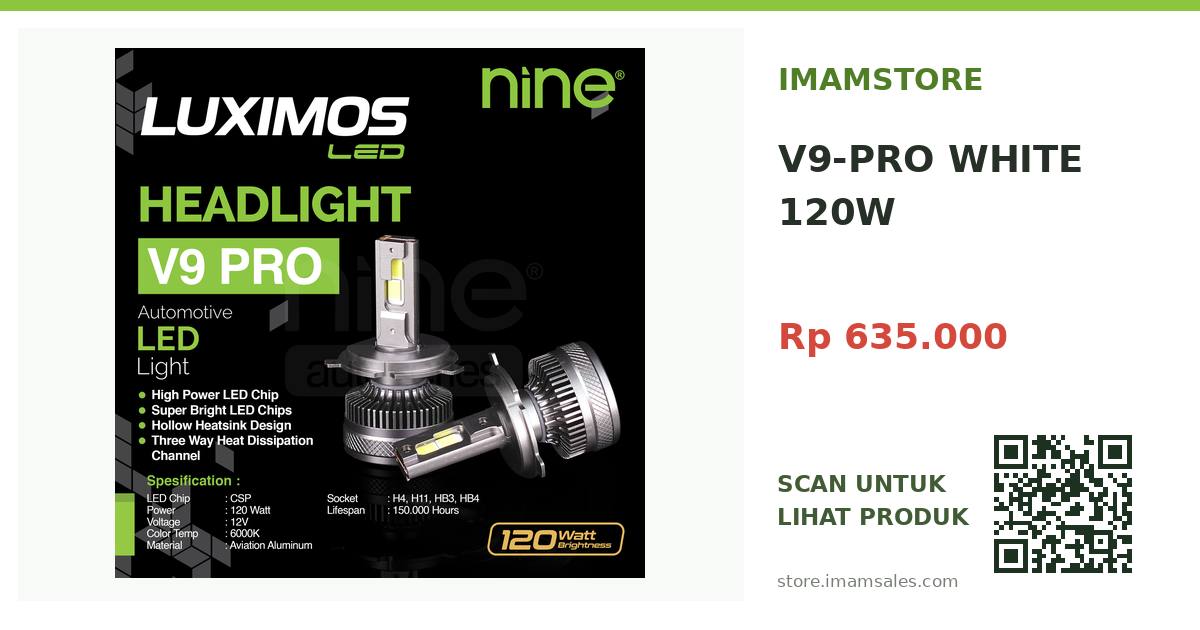 LUXIMOS
LED
nine®
HEADLIGHT
V9 PRO
Automotive
LED
Light
High Power LED Chip
Super Bright LED Chips
Hollow Heatsink Design
Three Way Heat Dissipation
Channel
Spesification :
LED Chip : CSP
Power : 120 Watt
Voltage : 12V
Color Temp : 6000K
Material : Aviation Aluminum
Socket : H4, H11, HB3, HB4
Lifespan : 150.000 Hours
120 Watt
Brightness
nine®
IMAMSTORE
V9-PRO WHITE
120W
Rp 635.000
SCAN UNTUK
LIHAT PRODUK
store.imamsales.com